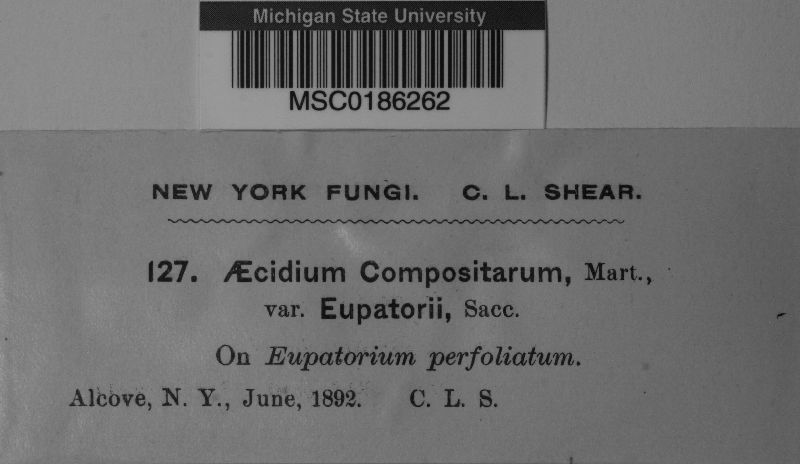 Michigan State University
MSC0186262
NEW YORK FUNGI. C. L. SHEAR.
127. Æcidium Compositarum, Mart.,
var. Eupatorii, Sacc.
On Eupatorium perfoliatum.
Alcove, N. Y., June, 1892. C. L. S.